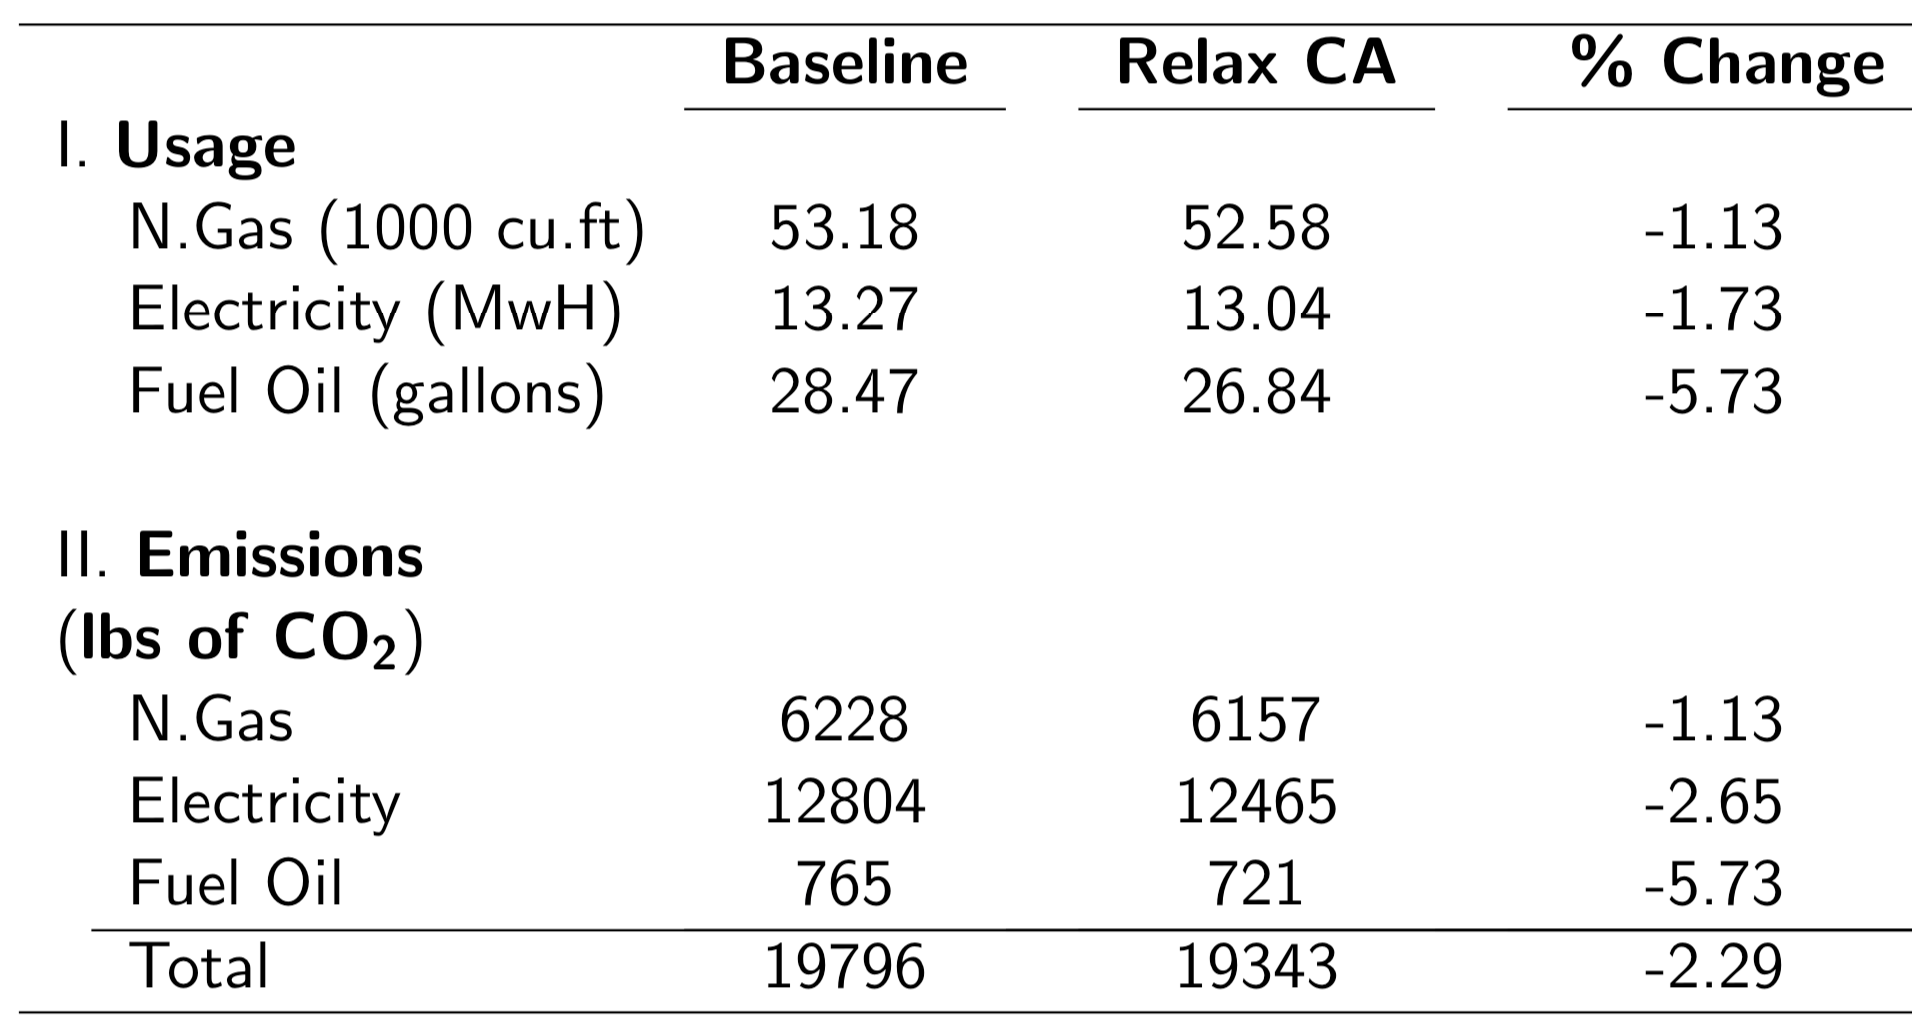 Baseline Relax CA % Change
I. Usage
N.Gas (1000 cu.ft) 53.18 52.58 -1.13
Electricity (MwH) 13.27 13.04 -1.73
Fuel Oil (gallons) 28.47 26.84 -5.73
II. Emissions
(lbs of CO₂)
N.Gas 6228 6157 -1.13
Electricity 12804 12465 -2.65
Fuel Oil 765 721 -5.73
Total 19796 19343 -2.29